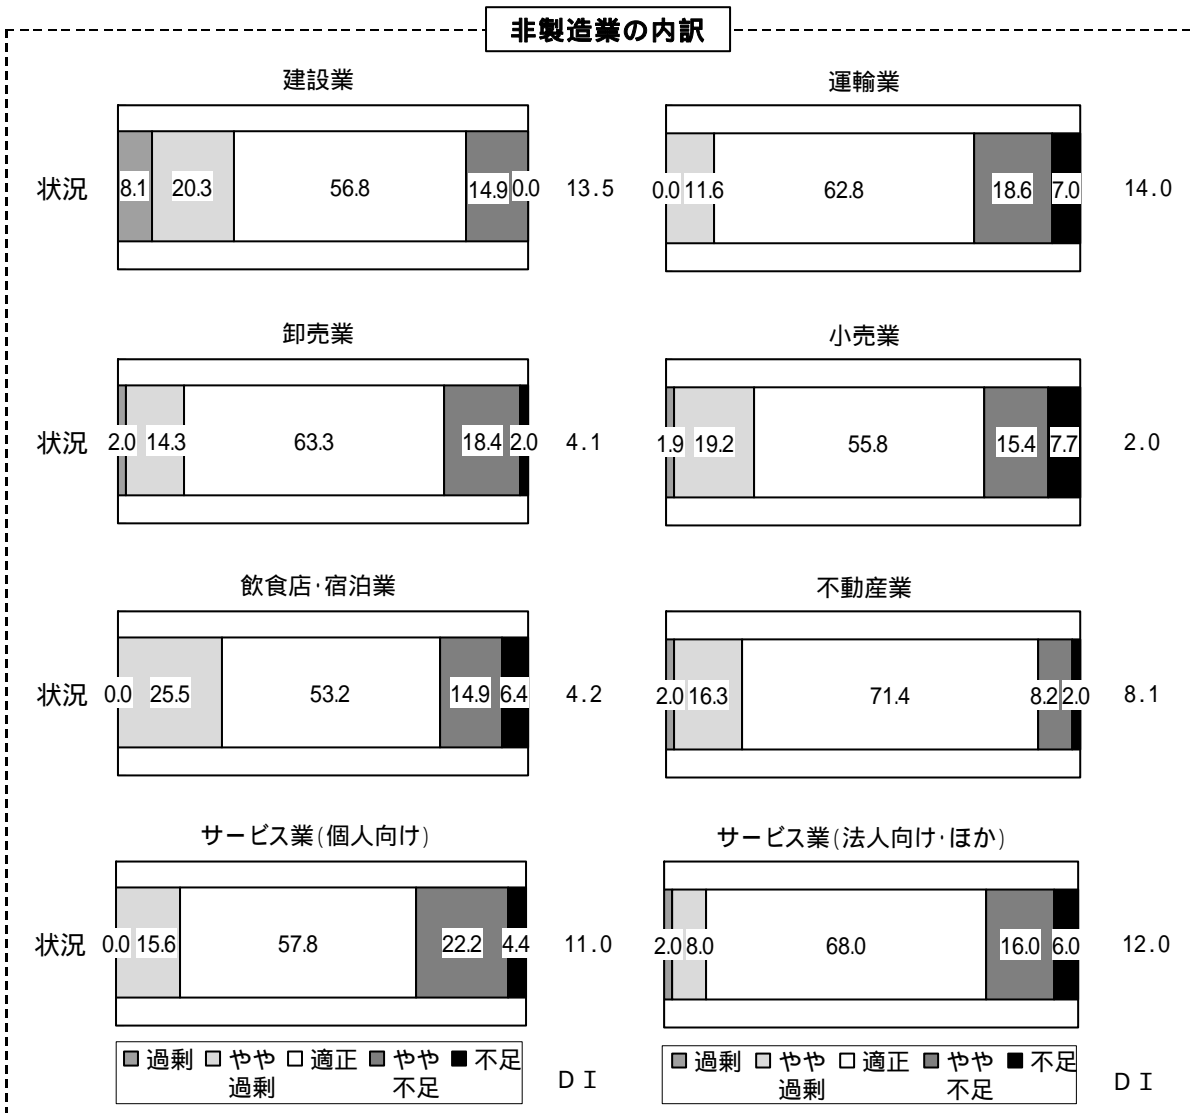 非製造業の内訳
建設業
運輸業
状況 8.1 20.3 56.8 14.9 0.0 13.5
0.0 11.6 62.8 18.6 7.0 14.0
卸売業
小売業
状況 2.0 14.3 63.3 18.4 2.0 4.1
1.9 19.2 55.8 15.4 7.7 2.0
飲食店・宿泊業
不動産業
状況 0.0 25.5 53.2 14.9 6.4 4.2
2.0 16.3 71.4 8.2 2.0 8.1
サービス業(個人向け)
サービス業(法人向け・ほか)
状況 0.0 15.6 57.8 22.2 4.4 11.0
2.0 8.0 68.0 16.0 6.0 12.0
過剰 やや過剰 適正 やや不足 不足 ＤＩ
過剰 やや過剰 適正 やや不足 不足 ＤＩ